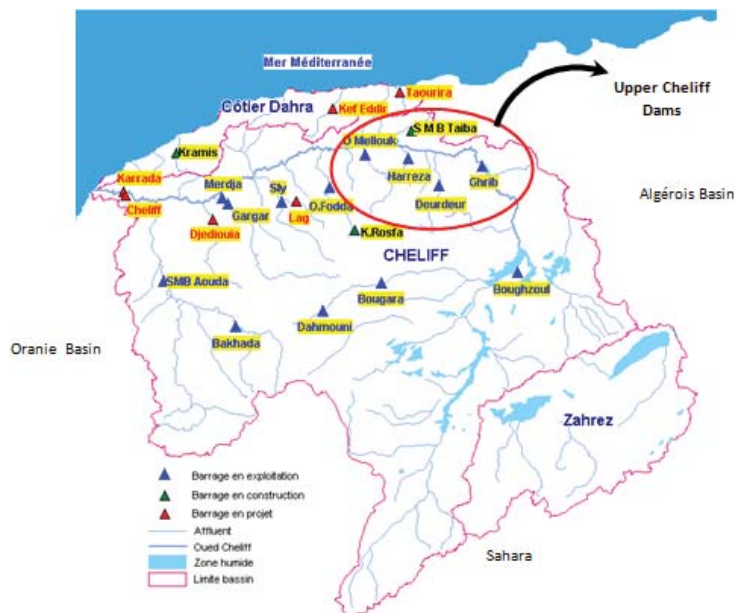 Mer Méditerranée
Taourira
Upper Cheliff
Dams
Côtier Dahra
Kef Eddir
S M B Taiba
O Mellouk
Kramis
Harreza
Ghrib
Karrada
Merdja
Sly
Algérois Basin
Cheliff
Gargar
Lag
O.Fodda
Deurdeur
Djediouia
K.Rosfa
CHELIFF
SMB Aouda
Bougara
Boughzoul
Dahmouni
Bakhada
Oranie Basin
Zahrez
Barrage en exploitation
Barrage en construction
Barrage en projet
Affluent
Oued Cheliff
Zone humide
Limite bassin
Sahara